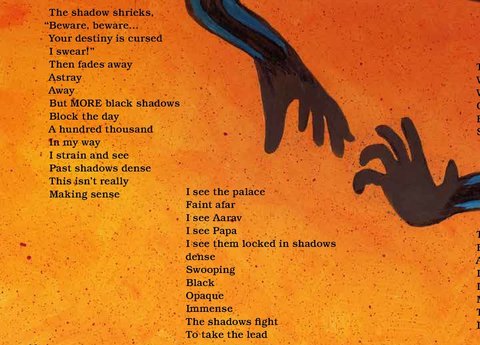 The shadow shrieks,
“Beware, beware...
Your destiny is cursed
I swear!”
Then fades away
Astray
Away
But MORE black shadows
Block the day
A hundred thousand
In my way
I strain and see
Past shadows dense
This isn't really
Making sense
I see the palace
Faint afar
I see Aarav
I see Papa
I see them locked in shadows
dense
Swooping
Black
Opaque
Immense
The shadows fight
To take the lead